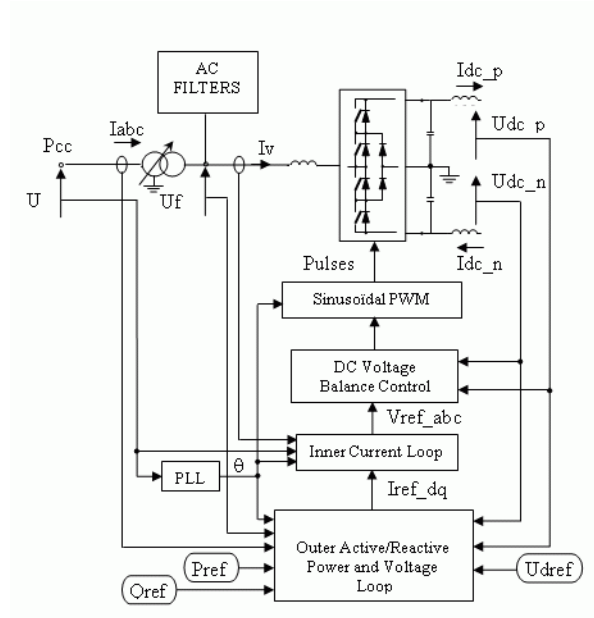 AC
FILTERS
Idc_p
Iabc
Pcc
Iv
Udc_p
U
Uf
Udc_n
Idc_n
Pulses
Sinusoïdal PWM
DC Voltage
Balance Control
Vref_abc
Inner Current Loop
PLL
θ
Iref_dq
Outer Active/Reactive
Power and Voltage
Loop
Pref
Udref
Qref